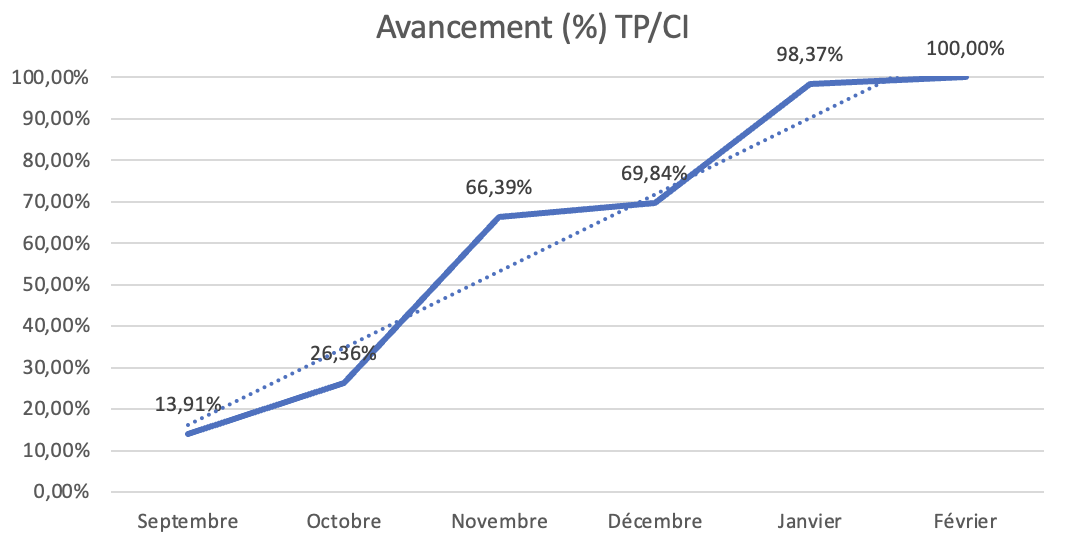 Avancement (%) TP/CI
98,37%
100,00%
100,00%
90,00%
80,00%
69,84%
66,39%
70,00%
60,00%
50,00%
40,00%
26,36%
30,00%
13,91%
20,00%
10,00%
0,00%
Septembre
Octobre
Novembre
Décembre
Janvier
Février